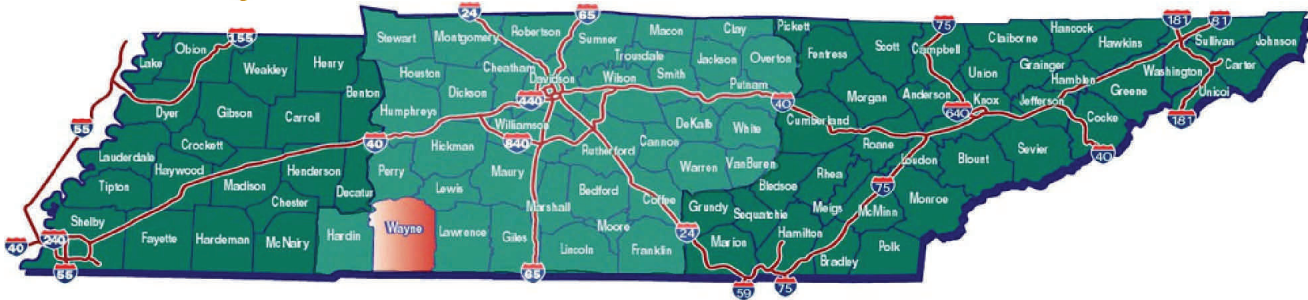 24
65
Stewart
Montgomery
Robertson
Sumner
Macon
Clay
Pickett
75
181
81
Lake
Obion
155
Weakley
Henry
Benton
Houston
Cheatham
Davidson
Trousdale
Jackson
Overton
Fentress
Scott
Campbell
Claiborne
Hancock
Hawkins
Sullivan
Johnson
Dyer
Gibson
Carroll
Humphreys
Dickson
440
Wilson
Smith
Putnam
40
Morgan
Anderson
Union
Grainger
Hamblen
Washington
Carter
55
Crockett
40
Williamson
840
Rutherford
Cannon
DeKalb
White
Cumberland
Roane
640
Knox
Jefferson
Greene
Unicoi
181
Lauderdale
Haywood
Madison
Henderson
Decatur
Perry
Hickman
Maury
Warren
VanBuren
Bledsoe
Rhea
Loudon
Blount
Sevier
Cocke
40
Tipton
Chester
Lewis
Marshall
Bedford
Coffee
Grundy
Sequatchie
Meigs
75
McMinn
Monroe
Shelby
Fayette
Hardeman
McNairy
Hardin
Wayne
Lawrence
Giles
Moore
Lincoln
Franklin
24
Marion
Hamilton
Bradley
Polk
40
240
55
65
59
75